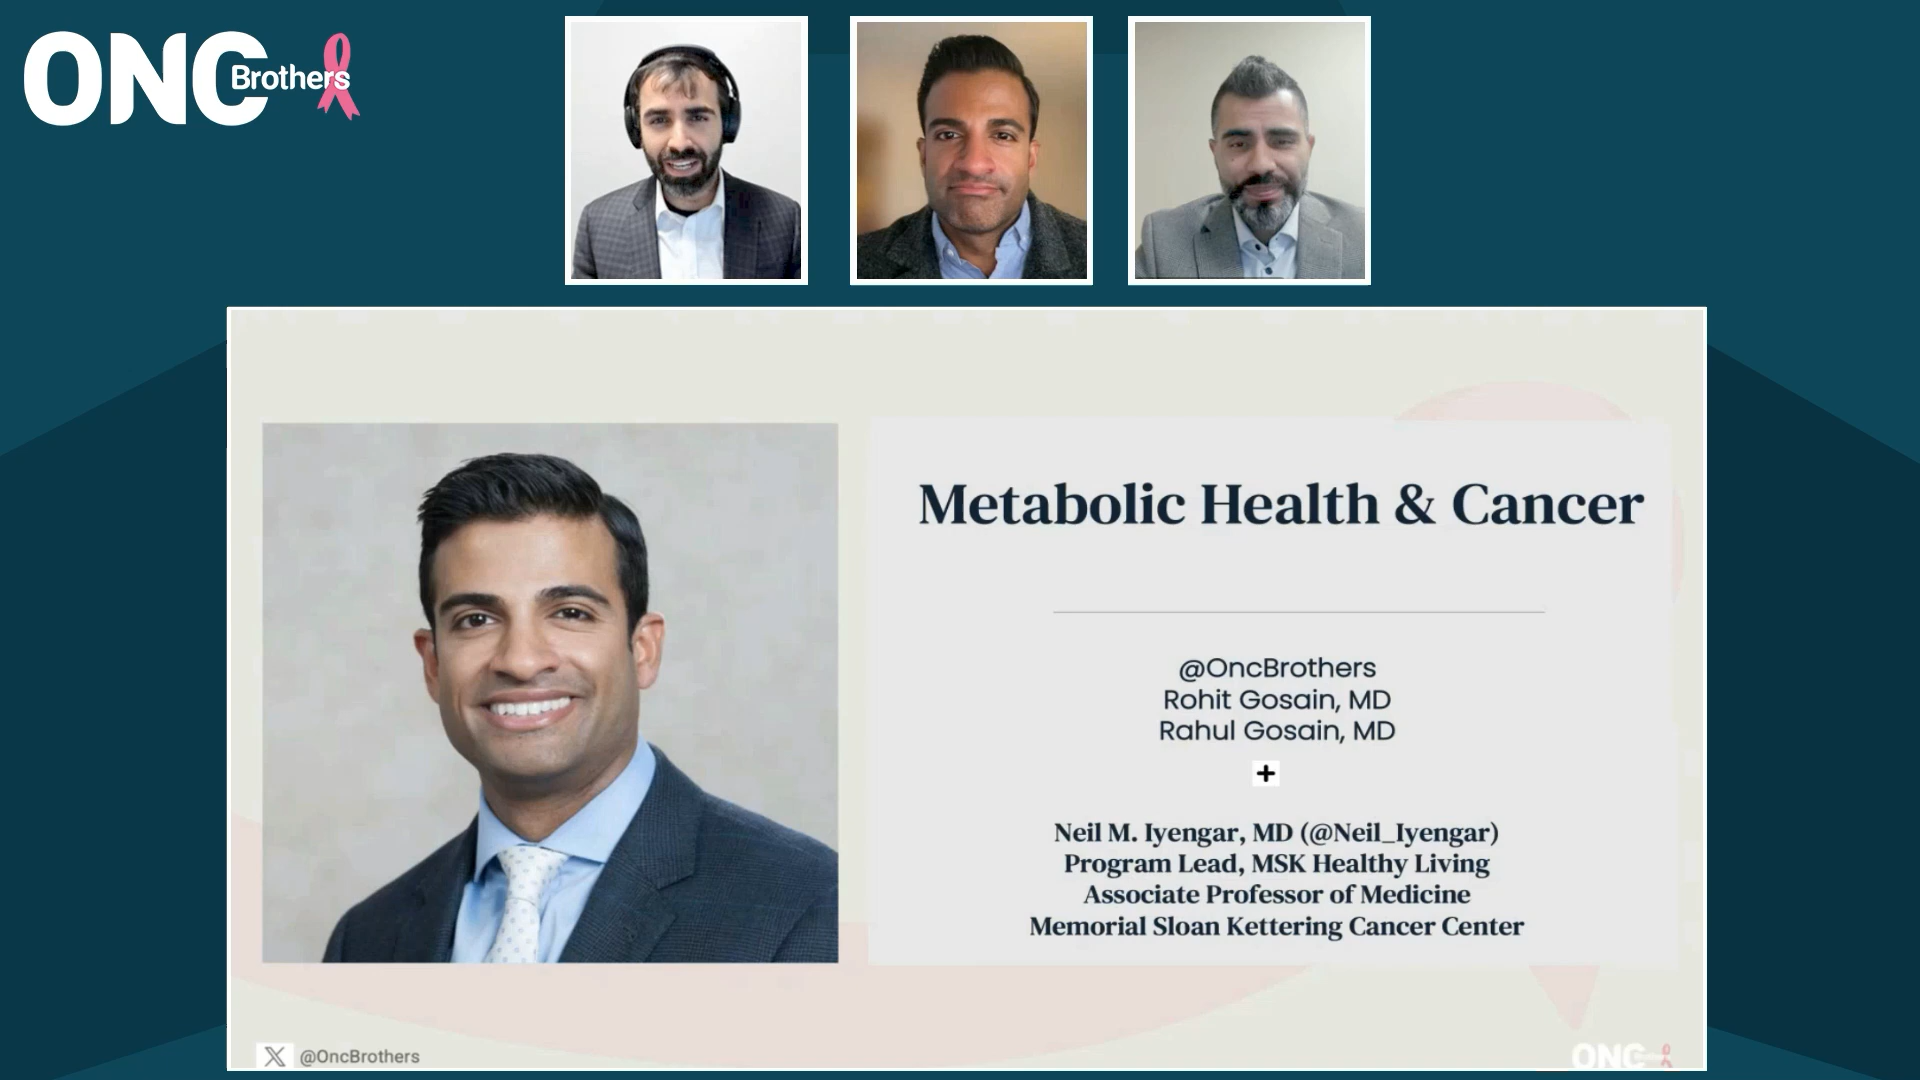 ONC
Brothers
Metabolic Health & Cancer
@OncBrothers
Rohit Gosain, MD
Rahul Gosain, MD
+
Neil M. Iyengar, MD (@Neil_Iyengar)
Program Lead, MSK Healthy Living
Associate Professor of Medicine
Memorial Sloan Kettering Cancer Center
X @OncBrothers
ONC